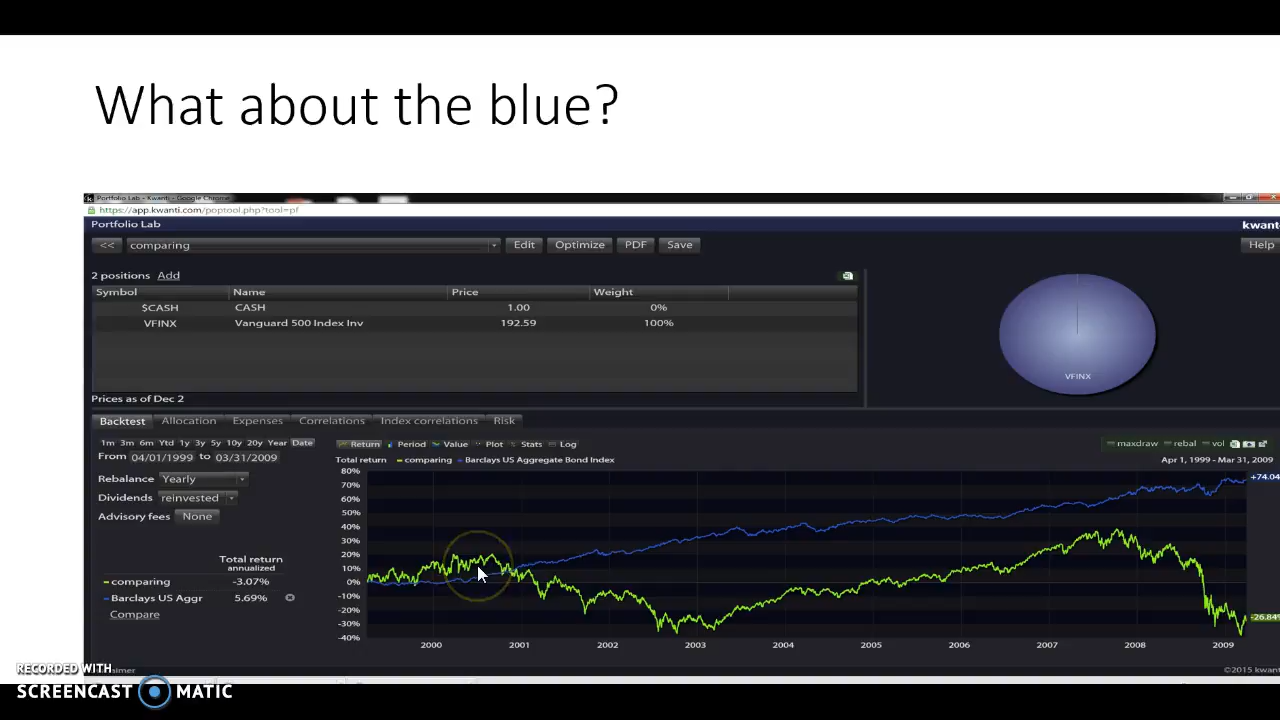 What about the blue?
Portfolio Lab - Kwanti - Google Chrome
https://app.kwanti.com/poptool.php?tool=pf
Portfolio Lab
kwant
<< comparing Edit Optimize PDF Save Help
2 positions Add
Symbol Name Price Weight
$CASH CASH 1.00 0%
VFINX Vanguard 500 Index Inv 192.59 100%
VFINX
Prices as of Dec 2
Backtest Allocation Expenses Correlations Index correlations Risk
1m 3m 6m Ytd 1y 3y 5y 10y 20y Year Date
Return Period Value Plot Stats Log
maxdraw rebal vol
From 04/01/1999 to 03/31/2009
Total return comparing Barclays US Aggregate Bond Index
Apr 1, 1999 - Mar 31, 2009
Rebalance Yearly
Dividends reinvested
Advisory fees None
Total return
annualized
comparing -3.07%
Barclays US Aggr 5.69%
Compare
80%
70%
60%
50%
40%
30%
20%
10%
0%
-10%
-20%
-30%
-40%
+74.04
-26.84%
2000 2001 2002 2003 2004 2005 2006 2007 2008 2009
©2015 kwant
RECORDED WITH
SCREENCAST MATIC